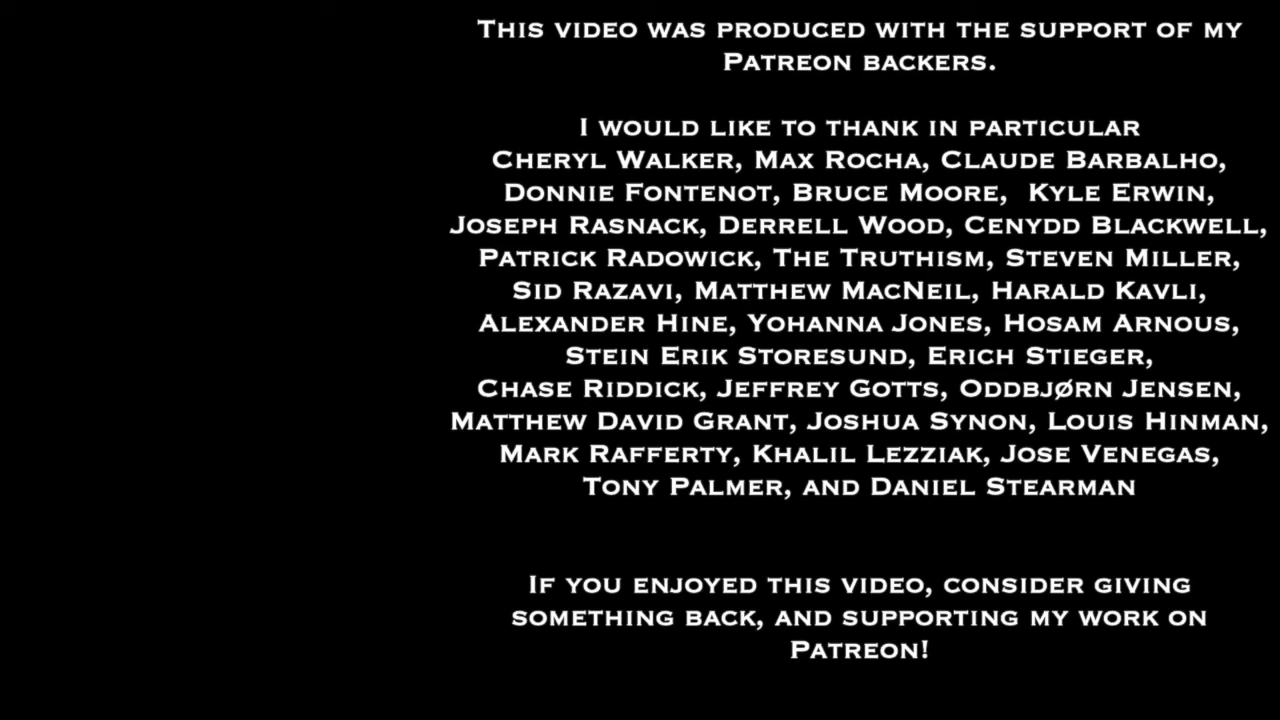 This video was produced with the support of my
Patreon backers.
I would like to thank in particular
Cheryl Walker, Max Rocha, Claude Barbalho,
Donnie Fontenot, Bruce Moore,  Kyle Erwin,
Joseph Rasnack, Derrell Wood, Cenydd Blackwell,
Patrick Radowick, The Truthism, Steven Miller,
Sid Razavi, Matthew MacNeil, Harald Kavli,
Alexander Hine, Yohanna Jones, Hosam Arnous,
Stein Erik Storesund, Erich Stieger,
Chase Riddick, Jeffrey Gotts, Oddbjørn Jensen,
Matthew David Grant, Joshua Synon, Louis Hinman,
Mark Rafferty, Khalil Lezziak, Jose Venegas,
Tony Palmer, and Daniel Stearman
If you enjoyed this video, consider giving
something back, and supporting my work on
Patreon!